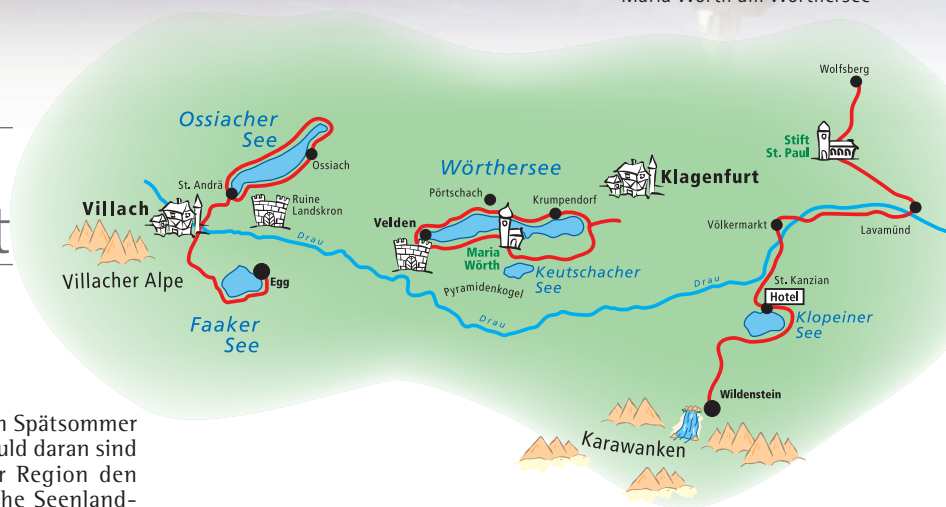 Maria Wörth am Wörthersee
t
Wolfsberg
Ossiacher
See
Stift
St. Paul
Ossiach
Wörthersee
St. Andrä
Klagenfurt
Pörtschach
Ruine
Landskron
Krumpendorf
Villach
Velden
Völkermarkt
Lavamünd
Drau
Maria
Wörth
Villacher Alpe
Egg
Keutschacher
See
Pyramidenkogel
Drau
St. Kanzian
Hotel
Faaker
See
Drau
Klopeiner
See
Wildenstein
Karawanken
Spätsommer
uld daran sind
r Region den
he Seenland-